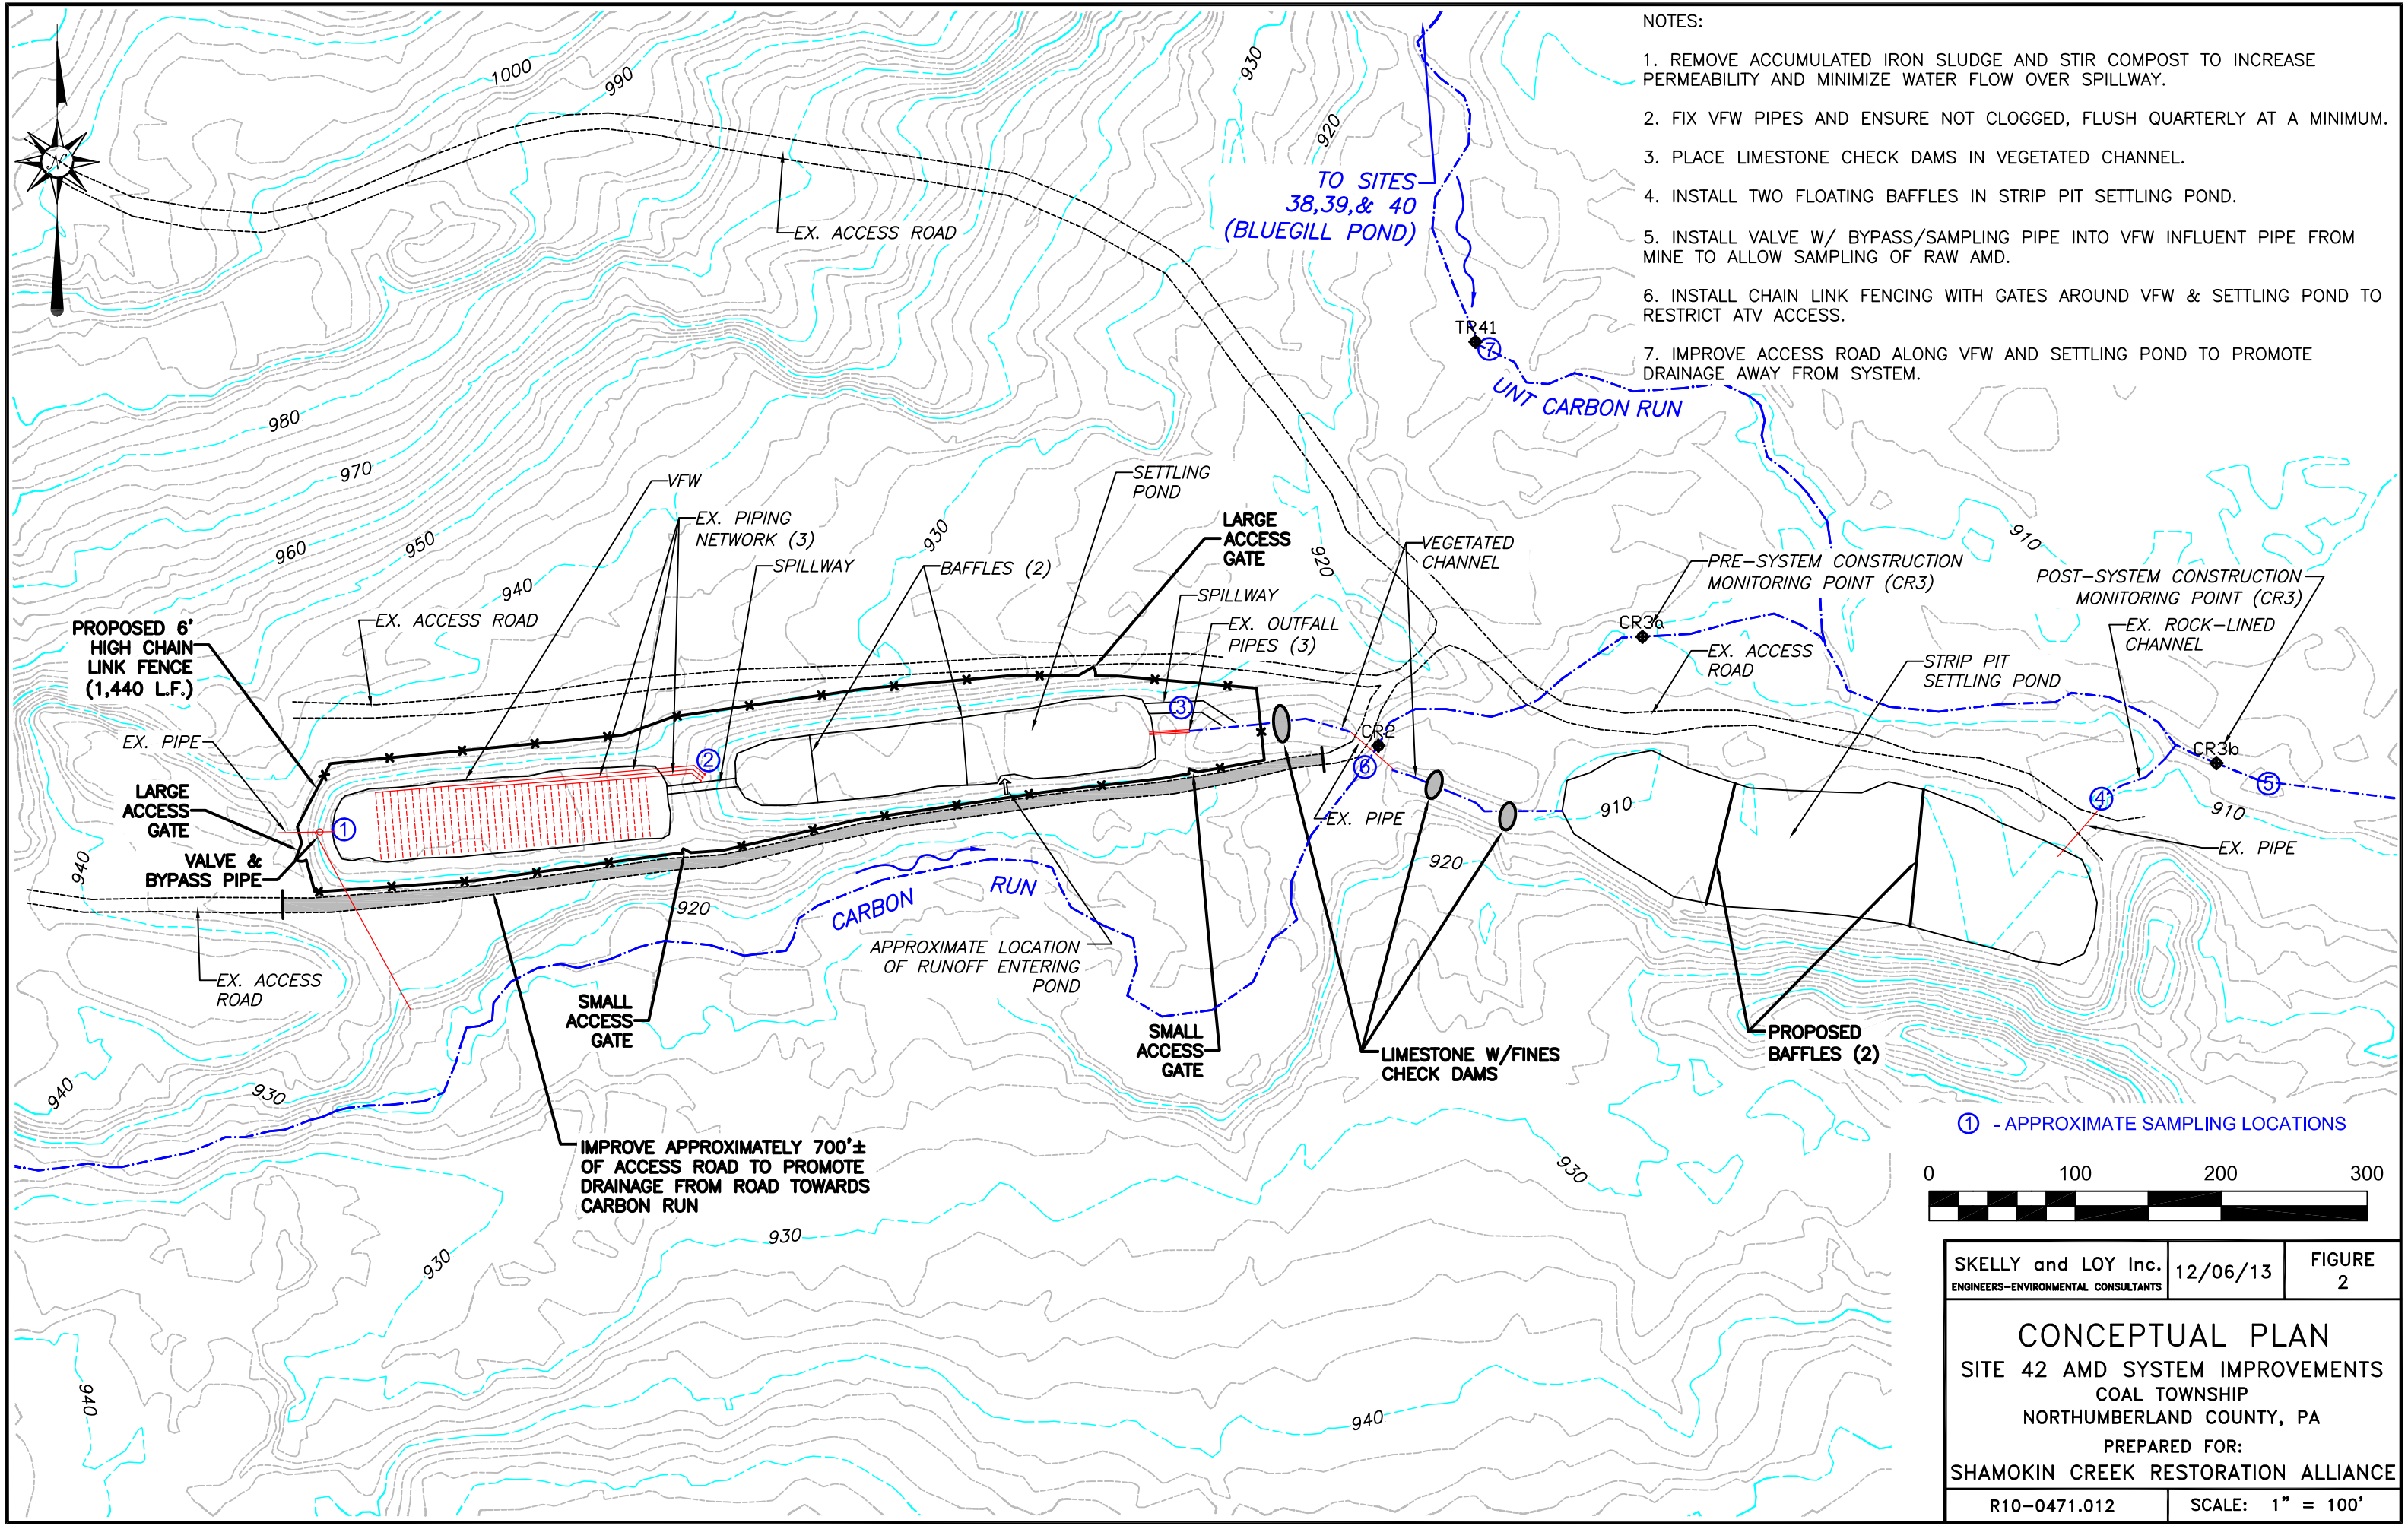 NOTES:
1. REMOVE ACCUMULATED IRON SLUDGE AND STIR COMPOST TO INCREASE
PERMEABILITY AND MINIMIZE WATER FLOW OVER SPILLWAY.
2. FIX VFW PIPES AND ENSURE NOT CLOGGED, FLUSH QUARTERLY AT A MINIMUM.
3. PLACE LIMESTONE CHECK DAMS IN VEGETATED CHANNEL.
4. INSTALL TWO FLOATING BAFFLES IN STRIP PIT SETTLING POND.
5. INSTALL VALVE W/ BYPASS/SAMPLING PIPE INTO VFW INFLUENT PIPE FROM
MINE TO ALLOW SAMPLING OF RAW AMD.
6. INSTALL CHAIN LINK FENCING WITH GATES AROUND VFW & SETTLING POND TO
RESTRICT ATV ACCESS.
7. IMPROVE ACCESS ROAD ALONG VFW AND SETTLING POND TO PROMOTE
DRAINAGE AWAY FROM SYSTEM.
1000
990
930
920
N
TO SITES
38,39,& 40
(BLUEGILL POND)
EX. ACCESS ROAD
TR41
7
UNT CARBON RUN
980
970
960
950
940
930
920
910
VFW
EX. PIPING
NETWORK (3)
SPILLWAY
BAFFLES (2)
SETTLING
POND
LARGE
ACCESS
GATE
SPILLWAY
EX. OUTFALL
PIPES (3)
VEGETATED
CHANNEL
PRE-SYSTEM CONSTRUCTION
MONITORING POINT (CR3)
POST-SYSTEM CONSTRUCTION
MONITORING POINT (CR3)
EX. ROCK-LINED
CHANNEL
CR3a
EX. ACCESS
ROAD
STRIP PIT
SETTLING POND
EX. ACCESS ROAD
PROPOSED 6'
HIGH CHAIN
LINK FENCE
(1,440 L.F.)
EX. PIPE
LARGE
ACCESS
GATE
VALVE &
BYPASS PIPE
1
2
3
CR2
6
EX. PIPE
910
920
CR3b
4
5
910
EX. PIPE
940
920
CARBON RUN
EX. ACCESS
ROAD
APPROXIMATE LOCATION
OF RUNOFF ENTERING
POND
SMALL
ACCESS
GATE
SMALL
ACCESS
GATE
LIMESTONE W/FINES
CHECK DAMS
PROPOSED
BAFFLES (2)
940
930
IMPROVE APPROXIMATELY 700'±
OF ACCESS ROAD TO PROMOTE
DRAINAGE FROM ROAD TOWARDS
CARBON RUN
930
930
930
940
940
1 - APPROXIMATE SAMPLING LOCATIONS
0 100 200 300
SKELLY and LOY Inc.
ENGINEERS-ENVIRONMENTAL CONSULTANTS
12/06/13
FIGURE
2
CONCEPTUAL PLAN
SITE 42 AMD SYSTEM IMPROVEMENTS
COAL TOWNSHIP
NORTHUMBERLAND COUNTY, PA
PREPARED FOR:
SHAMOKIN CREEK RESTORATION ALLIANCE
R10-0471.012
SCALE: 1" = 100'